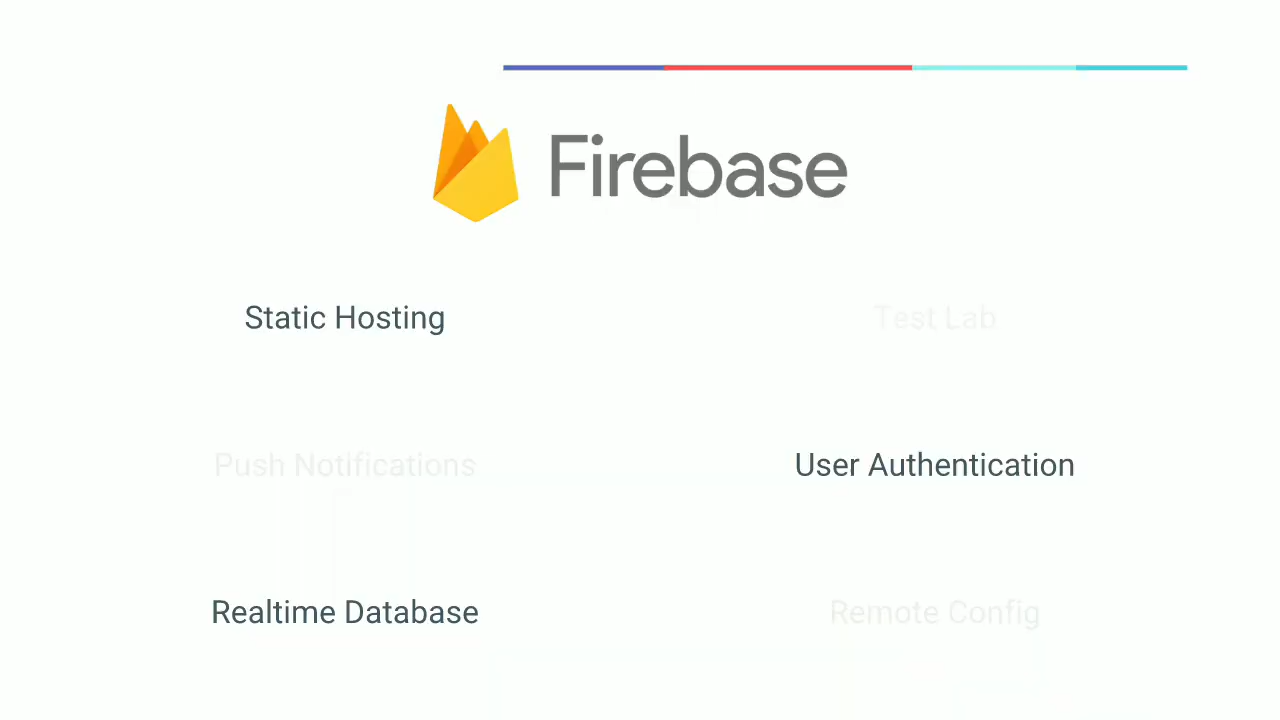 Firebase
Static Hosting
Test Lab
Push Notifications
User Authentication
Realtime Database
Remote Config